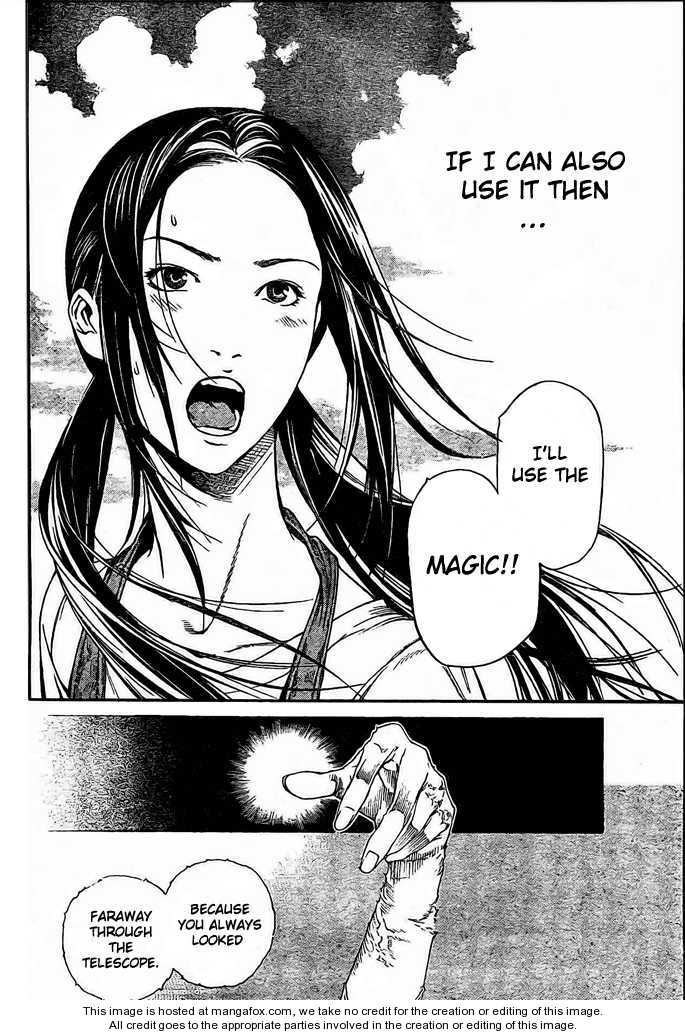 IF I CAN ALSO
USE IT THEN
...
I'LL
USE THE
MAGIC!!
BECAUSE
YOU ALWAYS
LOOKED
FARAWAY
THROUGH
THE
TELESCOPE.
This image is hosted at mangafox.com, we take no credit for the creation or editing of this image.
All credit goes to the appropriate parties involved in the creation or editing of this image.